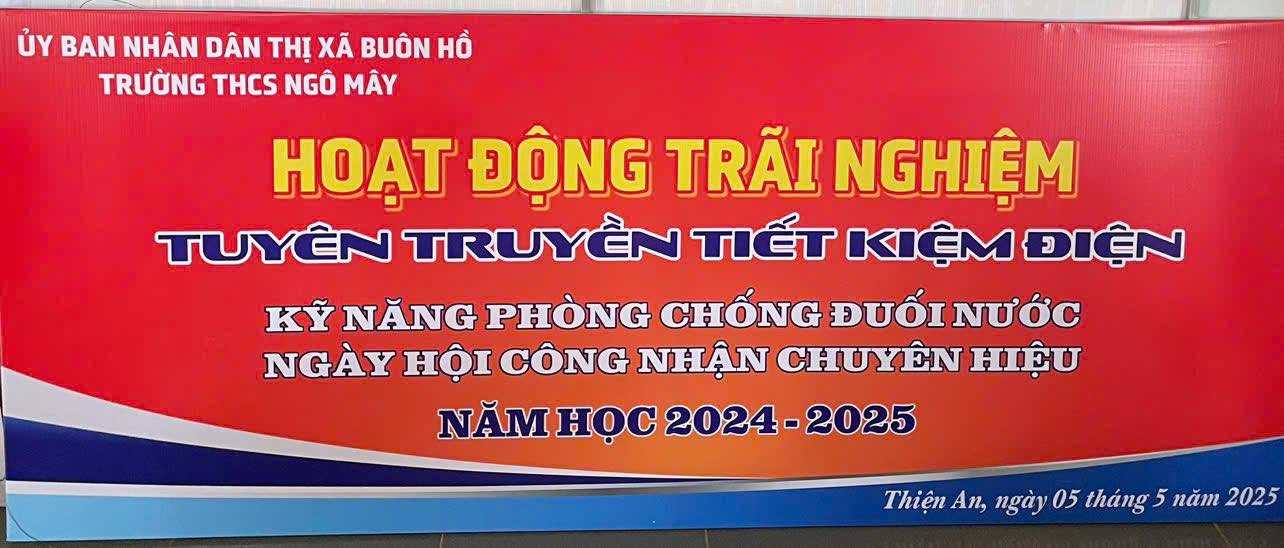 ỦY BAN NHÂN DÂN THỊ XÃ BUÔN HỒ
TRƯỜNG THCS NGÔ MÂY
HOẠT ĐỘNG TRÃI NGHIỆM
TUYÊN TRUYỀN TIẾT KIỆM ĐIỆN
KỸ NĂNG PHÒNG CHỐNG ĐUỐI NƯỚC
NGÀY HỘI CÔNG NHẬN CHUYÊN HIỆU
NĂM HỌC 2024 - 2025
Thiện An, ngày 05 tháng 5 năm 2025